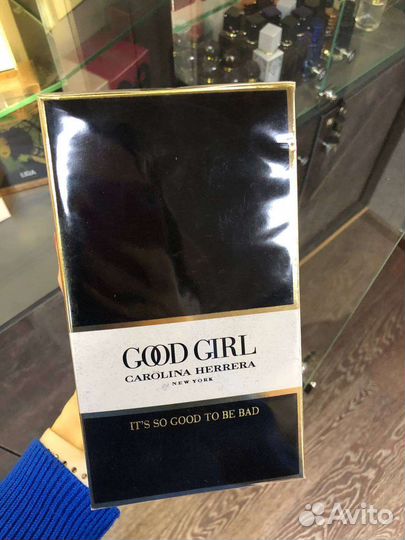 GOOD GIRL
CAROLINA HERRERA
NEW YORK
IT'S SO GOOD TO BE BAD
Avito